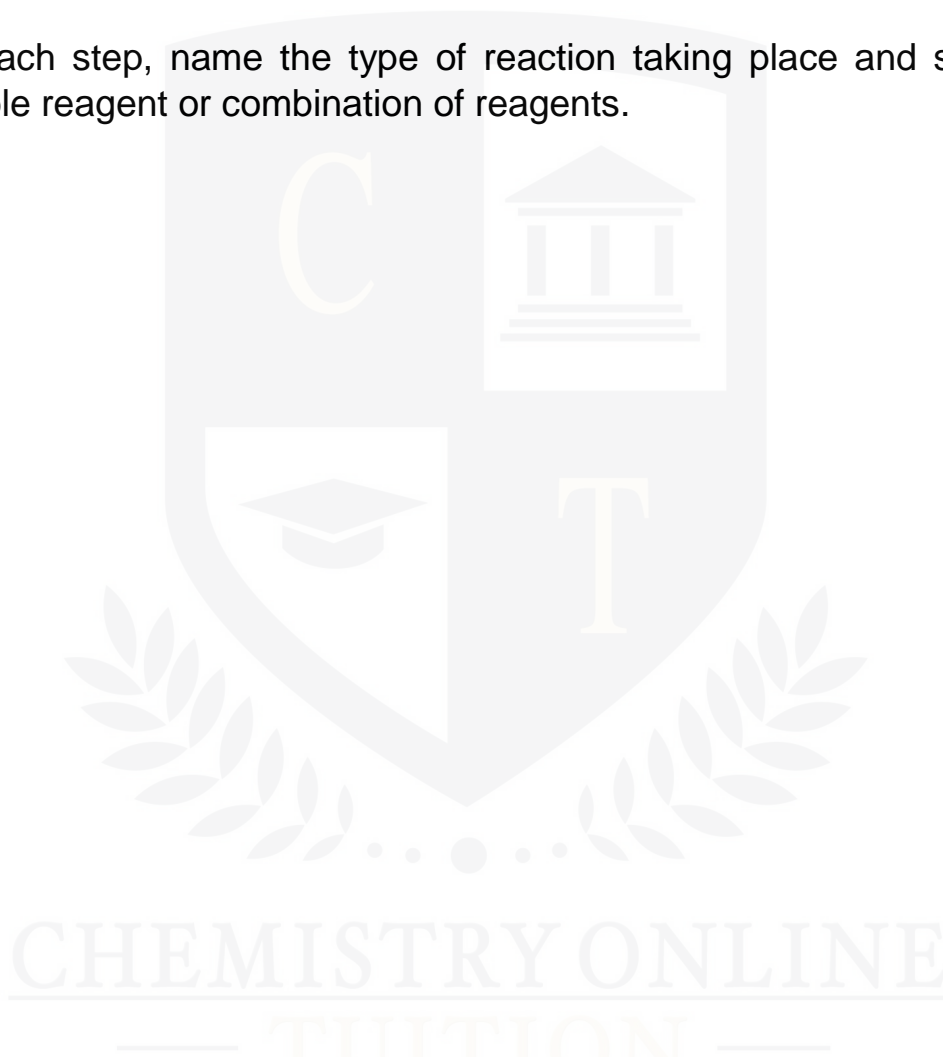 ach step, name the type of reaction taking place and s
le reagent or combination of reagents.
C
T
CHEMISTRY ONLINE
TUITION